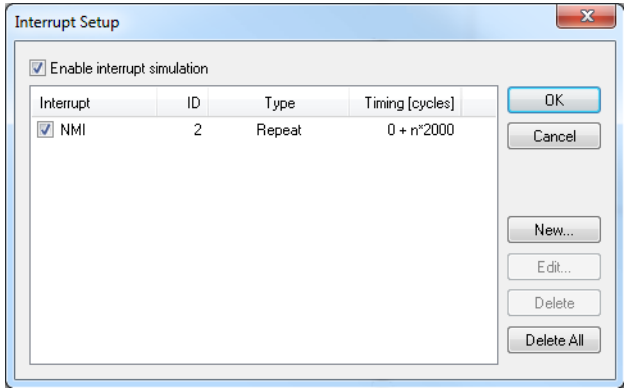 Interrupt Setup
Enable interrupt simulation
Interrupt ID Type Timing [cycles]
NMI 2 Repeat 0 + n*2000
OK
Cancel
New...
Edit...
Delete
Delete All